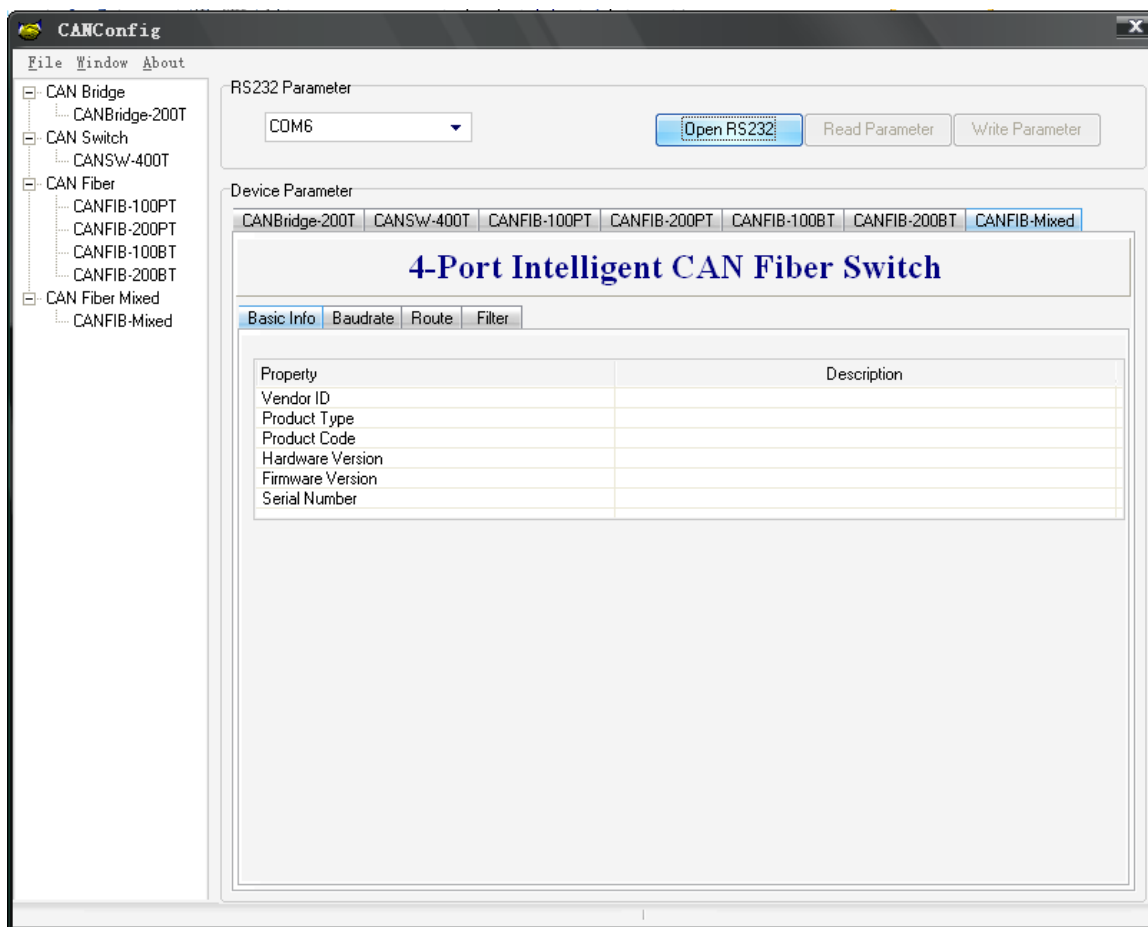 CANConfig
File Window About
CAN Bridge
CANBridge-200T
CAN Switch
CANSW-400T
CAN Fiber
CANFIB-100PT
CANFIB-200PT
CANFIB-100BT
CANFIB-200BT
CAN Fiber Mixed
CANFIB-Mixed
RS232 Parameter
COM6
Open RS232 Read Parameter Write Parameter
Device Parameter
CANBridge-200T CANSW-400T CANFIB-100PT CANFIB-200PT CANFIB-100BT CANFIB-200BT CANFIB-Mixed
4-Port Intelligent CAN Fiber Switch
Basic Info Baudrate Route Filter
Property Description
Vendor ID
Product Type
Product Code
Hardware Version
Firmware Version
Serial Number